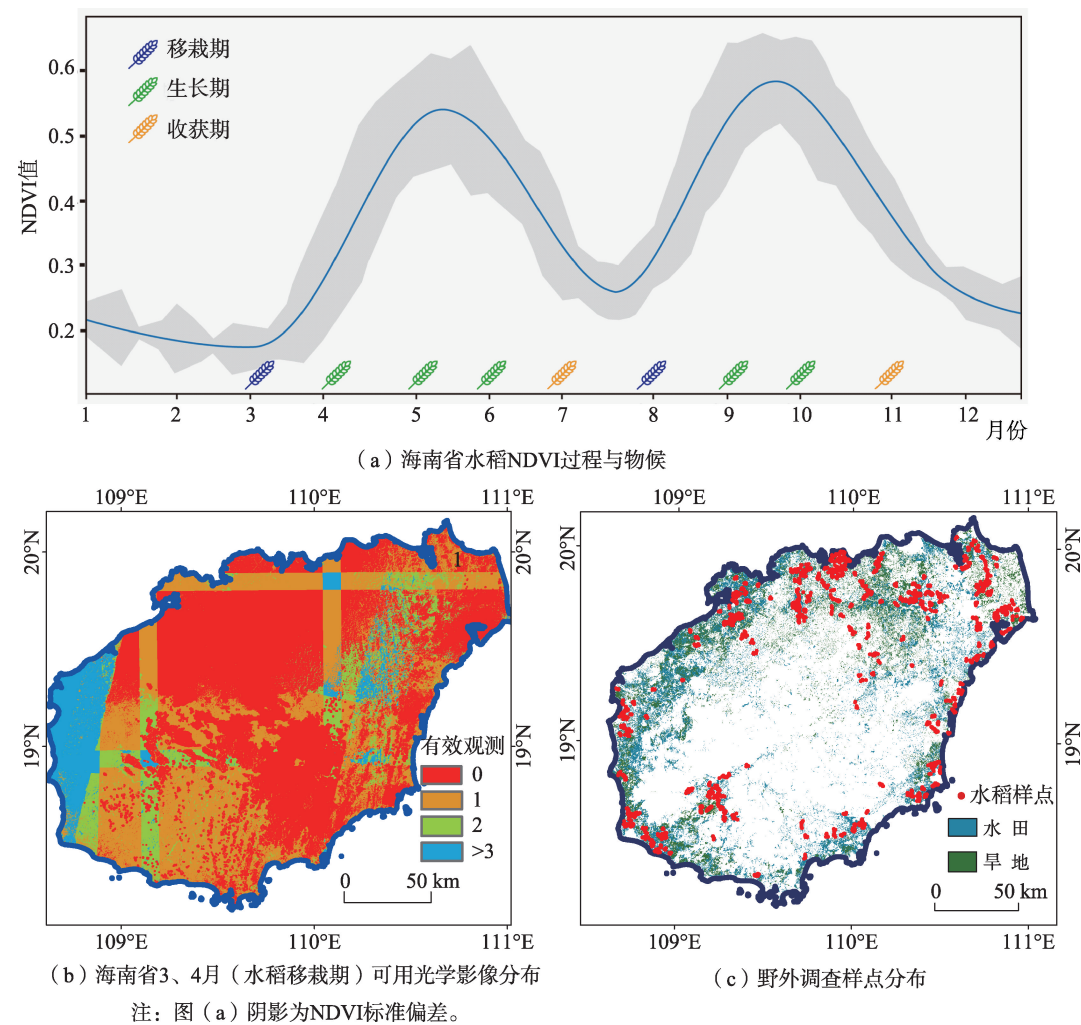 移栽期
生长期
收获期
0.6
0.5
0.4
0.3
0.2
NDVI值
1 2 3 4 5 6 7 8 9 10 11 12
月份
（a）海南省水稻NDVI过程与物候
109°E 110°E 111°E
20°N 20°N
19°N 19°N
1
有效观测
0
1
2
>3
0 50 km
109°E 110°E 111°E
（b）海南省3、4月（水稻移栽期）可用光学影像分布
109°E 110°E 111°E
20°N 20°N
19°N 19°N
水稻样点
水 田
旱 地
0 50 km
109°E 110°E 111°E
（c）野外调查样点分布
注：图（a）阴影为NDVI标准偏差。